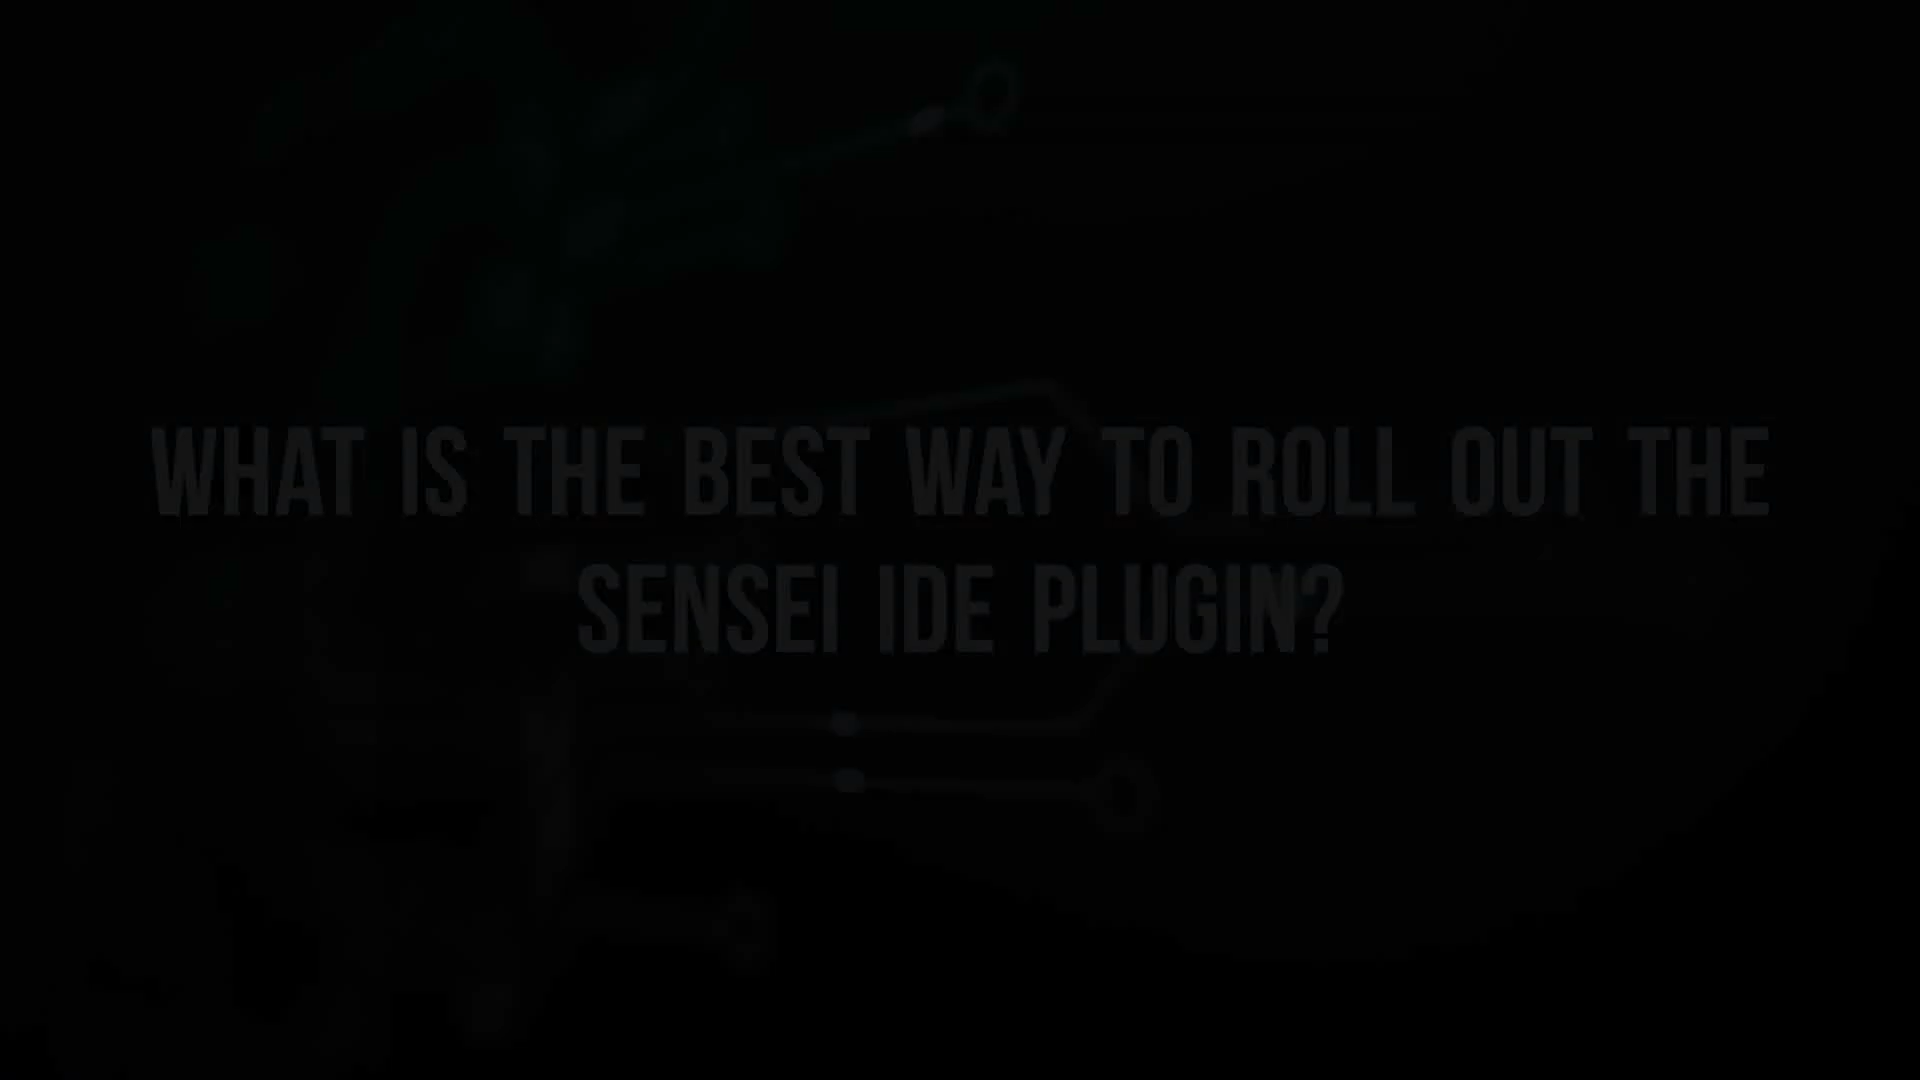 WHAT IS THE BEST WAY TO ROLL OUT THE
SENSEI IDE PLUGIN?